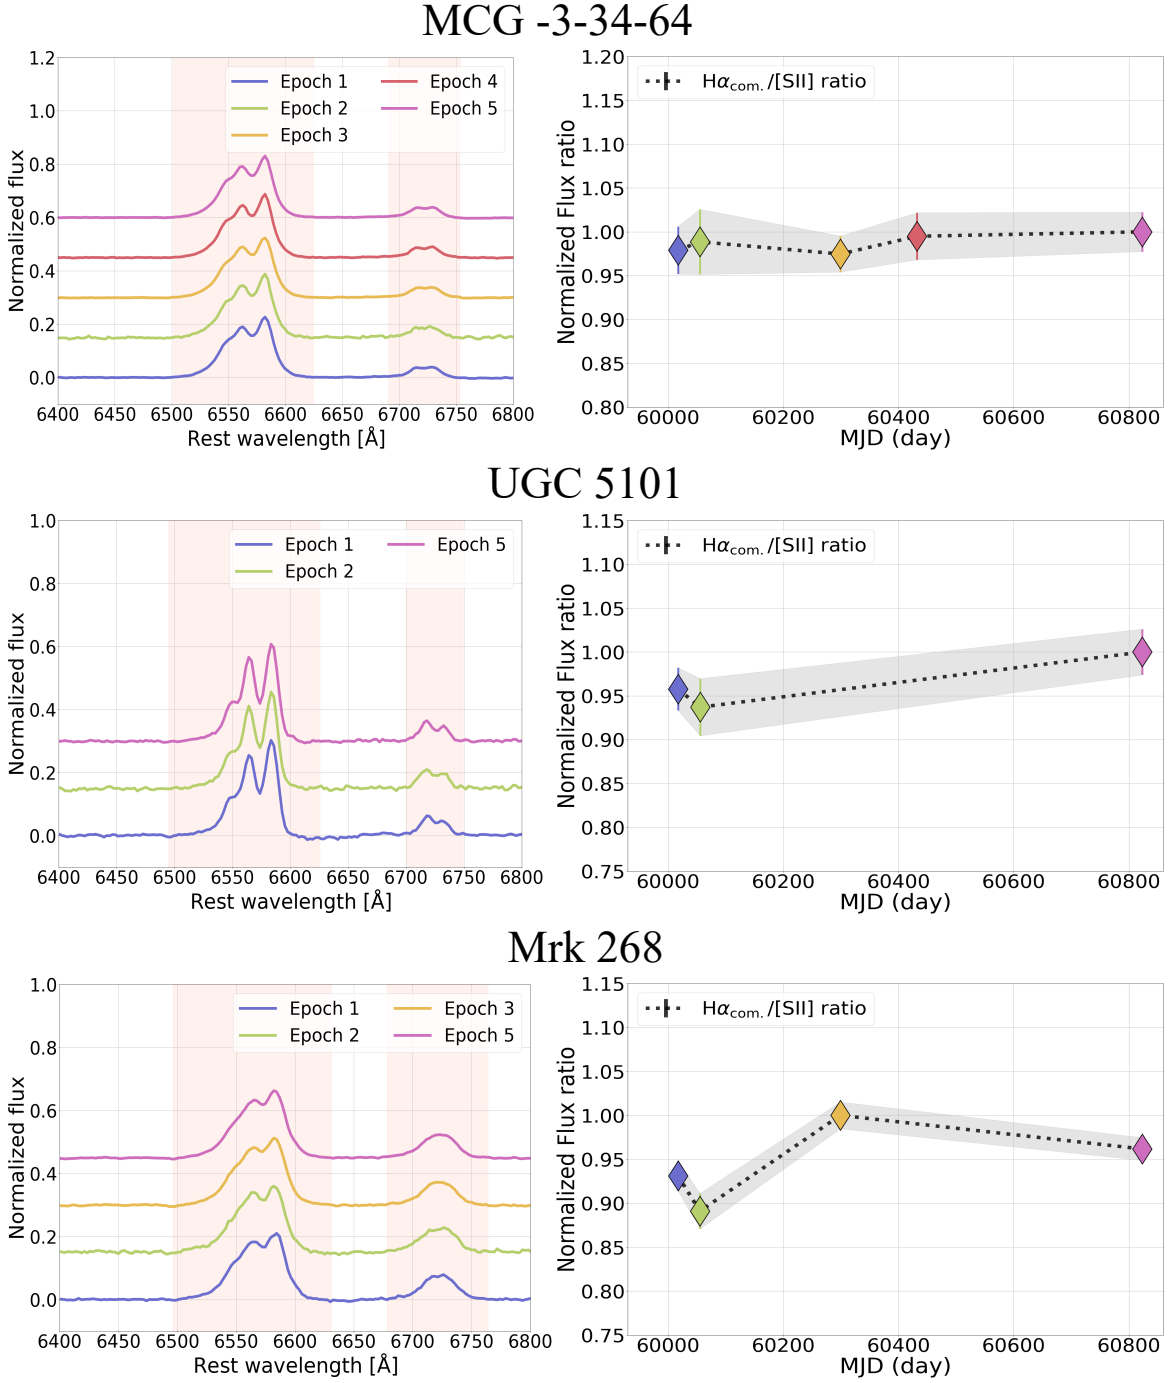 MCG -3-34-64
Normalized flux
1.2
1.0
0.8
0.6
0.4
0.2
0.0
Epoch 1 Epoch 4
Epoch 2 Epoch 5
Epoch 3
6400 6450 6500 6550 6600 6650 6700 6750 6800
Rest wavelength [Å]
Normalized Flux ratio
1.20
1.15
1.10
1.05
1.00
0.95
0.90
0.85
0.80
Hαcom./[SII] ratio
60000 60200 60400 60600 60800
MJD (day)
UGC 5101
Normalized flux
1.0
0.8
0.6
0.4
0.2
0.0
Epoch 1 Epoch 5
Epoch 2
6400 6450 6500 6550 6600 6650 6700 6750 6800
Rest wavelength [Å]
Normalized Flux ratio
1.15
1.10
1.05
1.00
0.95
0.90
0.85
0.80
0.75
Hαcom./[SII] ratio
60000 60200 60400 60600 60800
MJD (day)
Mrk 268
Normalized flux
1.0
0.8
0.6
0.4
0.2
0.0
Epoch 1 Epoch 3
Epoch 2 Epoch 5
6400 6450 6500 6550 6600 6650 6700 6750 6800
Rest wavelength [Å]
Normalized Flux ratio
1.15
1.10
1.05
1.00
0.95
0.90
0.85
0.80
0.75
Hαcom./[SII] ratio
60000 60200 60400 60600 60800
MJD (day)